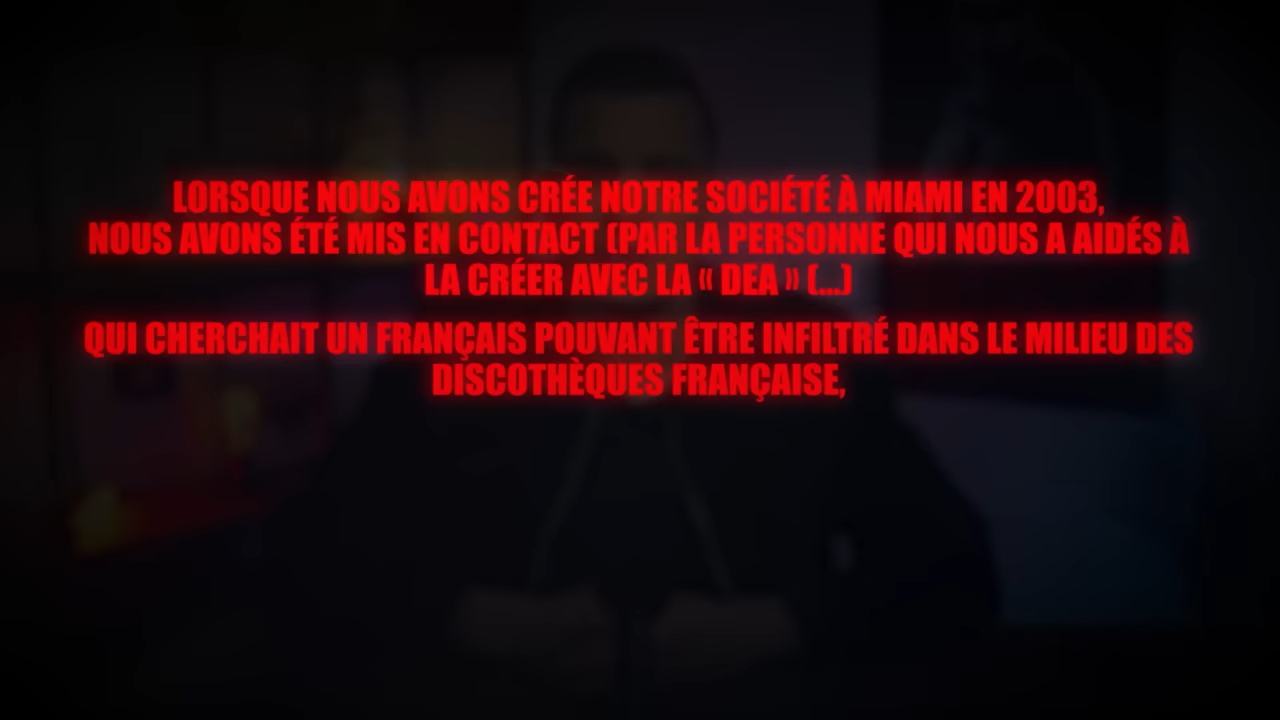 LORSQUE NOUS AVONS CRÉE NOTRE SOCIÉTÉ À MIAMI EN 2003,
NOUS AVONS ÉTÉ MIS EN CONTACT (PAR LA PERSONNE QUI NOUS A AIDÉS À
LA CRÉER AVEC LA « DEA » (...)
QUI CHERCHAIT UN FRANÇAIS POUVANT ÊTRE INFILTRÉ DANS LE MILIEU DES
DISCOTHÈQUES FRANÇAISE,